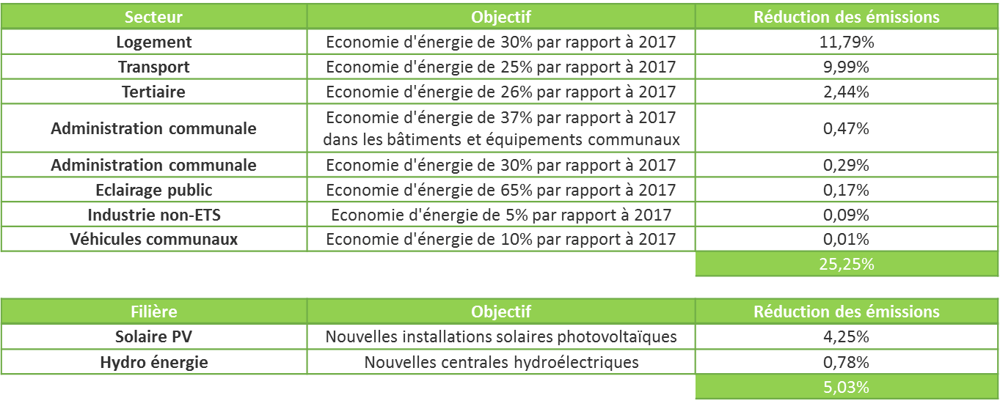 Secteur Objectif Réduction des émissions
Logement Economie d'énergie de 30% par rapport à 2017 11,79%
Transport Economie d'énergie de 25% par rapport à 2017 9,99%
Tertiaire Economie d'énergie de 26% par rapport à 2017 2,44%
Administration communale Economie d'énergie de 37% par rapport à 2017
dans les bâtiments et équipements communaux 0,47%
Administration communale Economie d'énergie de 30% par rapport à 2017 0,29%
Eclairage public Economie d'énergie de 65% par rapport à 2017 0,17%
Industrie non-ETS Economie d'énergie de 5% par rapport à 2017 0,09%
Véhicules communaux Economie d'énergie de 10% par rapport à 2017 0,01%
25,25%
Filière Objectif Réduction des émissions
Solaire PV Nouvelles installations solaires photovoltaïques 4,25%
Hydro énergie Nouvelles centrales hydroélectriques 0,78%
5,03%